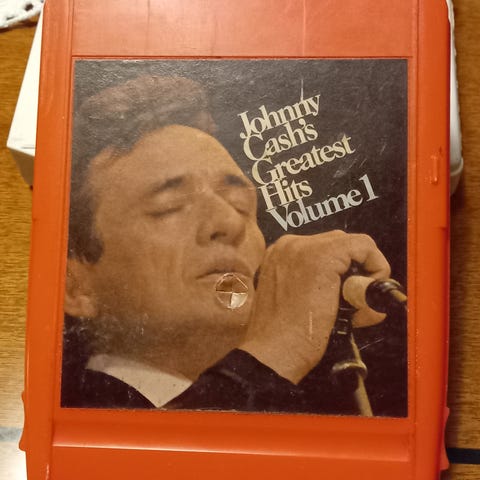 Johnny
Cash's
Greatest
Hits
Volume 1